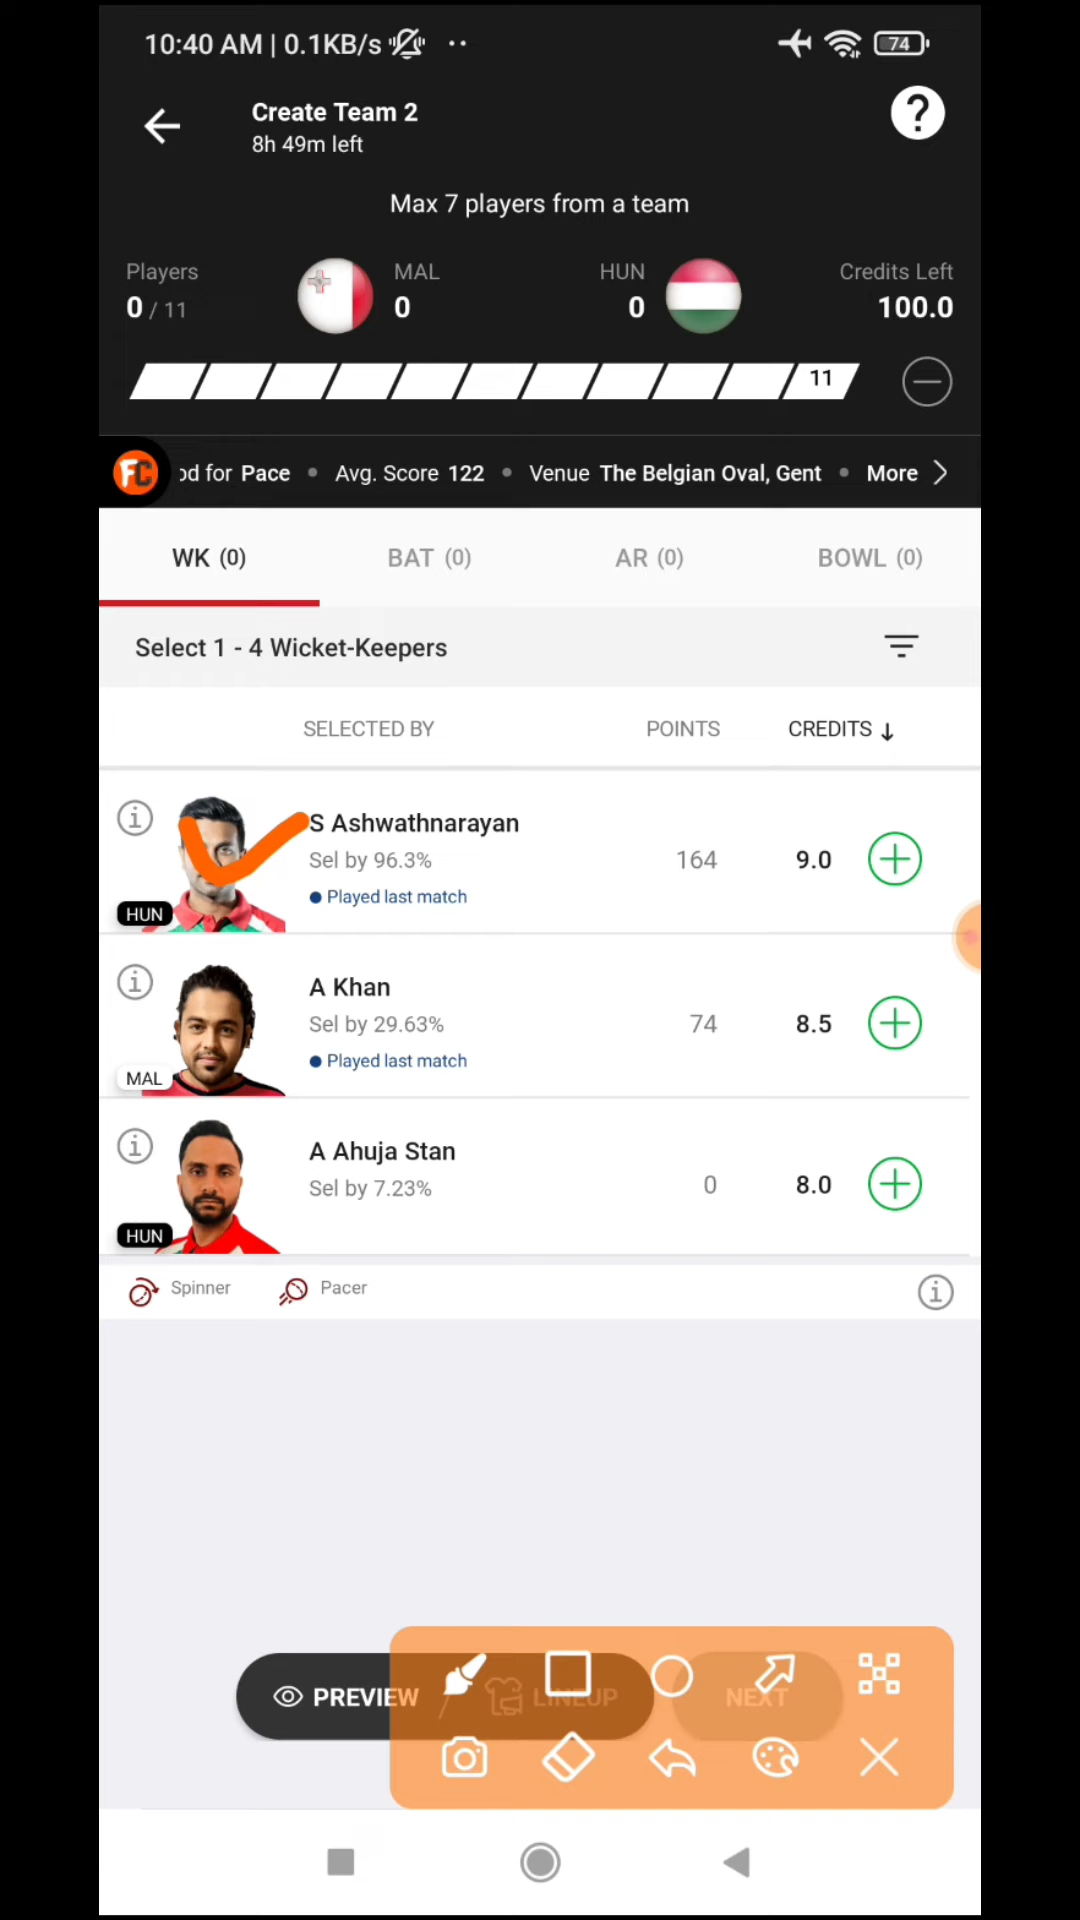 10:40 AM | 0.1KB/s 74
Create Team 2
8h 49m left
?
Max 7 players from a team
Players MAL HUN Credits Left
0 / 11 0 0 100.0
11
FC od for Pace • Avg. Score 122 • Venue The Belgian Oval, Gent • More
WK (0) BAT (0) AR (0) BOWL (0)
Select 1 - 4 Wicket-Keepers
SELECTED BY POINTS CREDITS ↓
S Ashwathnarayan
Sel by 96.3% 164 9.0
Played last match
HUN
A Khan
Sel by 29.63% 74 8.5
Played last match
MAL
A Ahuja Stan
Sel by 7.23% 0 8.0
HUN
Spinner Pacer
PREVIEW LINEUP NEXT